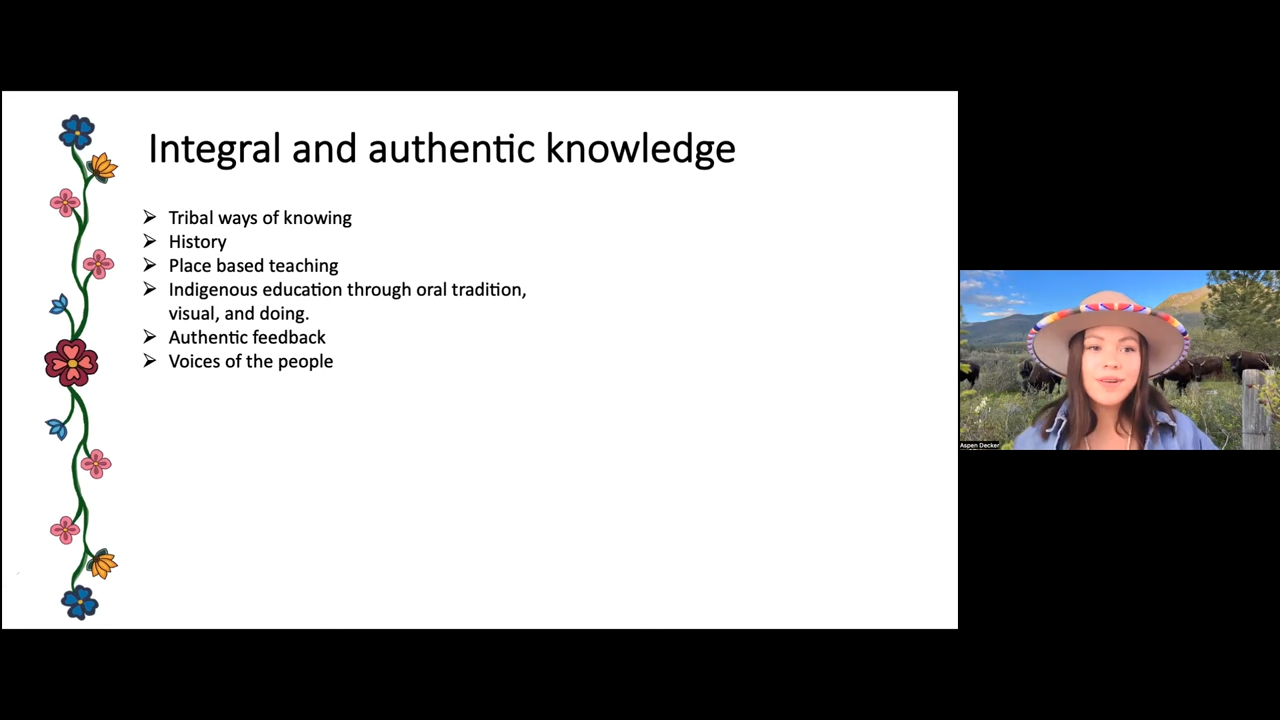 Integral and authentic knowledge
➢ Tribal ways of knowing
➢ History
➢ Place based teaching
➢ Indigenous education through oral tradition,
visual, and doing.
➢ Authentic feedback
➢ Voices of the people
Aspen Decker